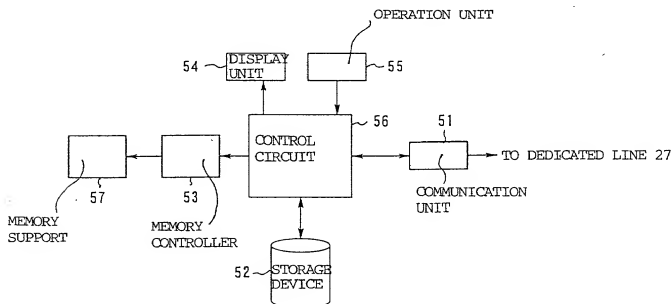 OPERATION UNIT
54
DISPLAY
UNIT
55
56
CONTROL
CIRCUIT
51
TO DEDICATED LINE 27
COMMUNICATION
UNIT
57
53
MEMORY
SUPPORT
MEMORY
CONTROLLER
52
STORAGE
DEVICE